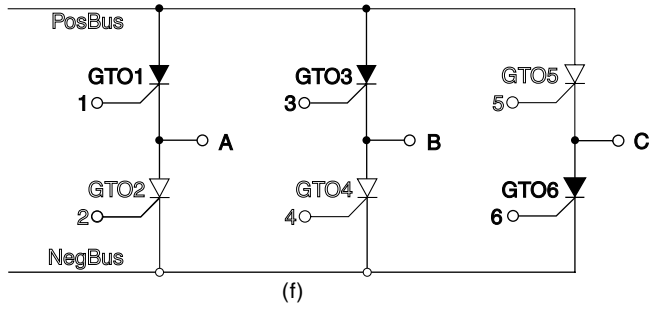 PosBus
GTO1 GTO3 GTO5
1 3 5
A B C
GTO2 GTO4 GTO6
2 4 6
NegBus
(f)